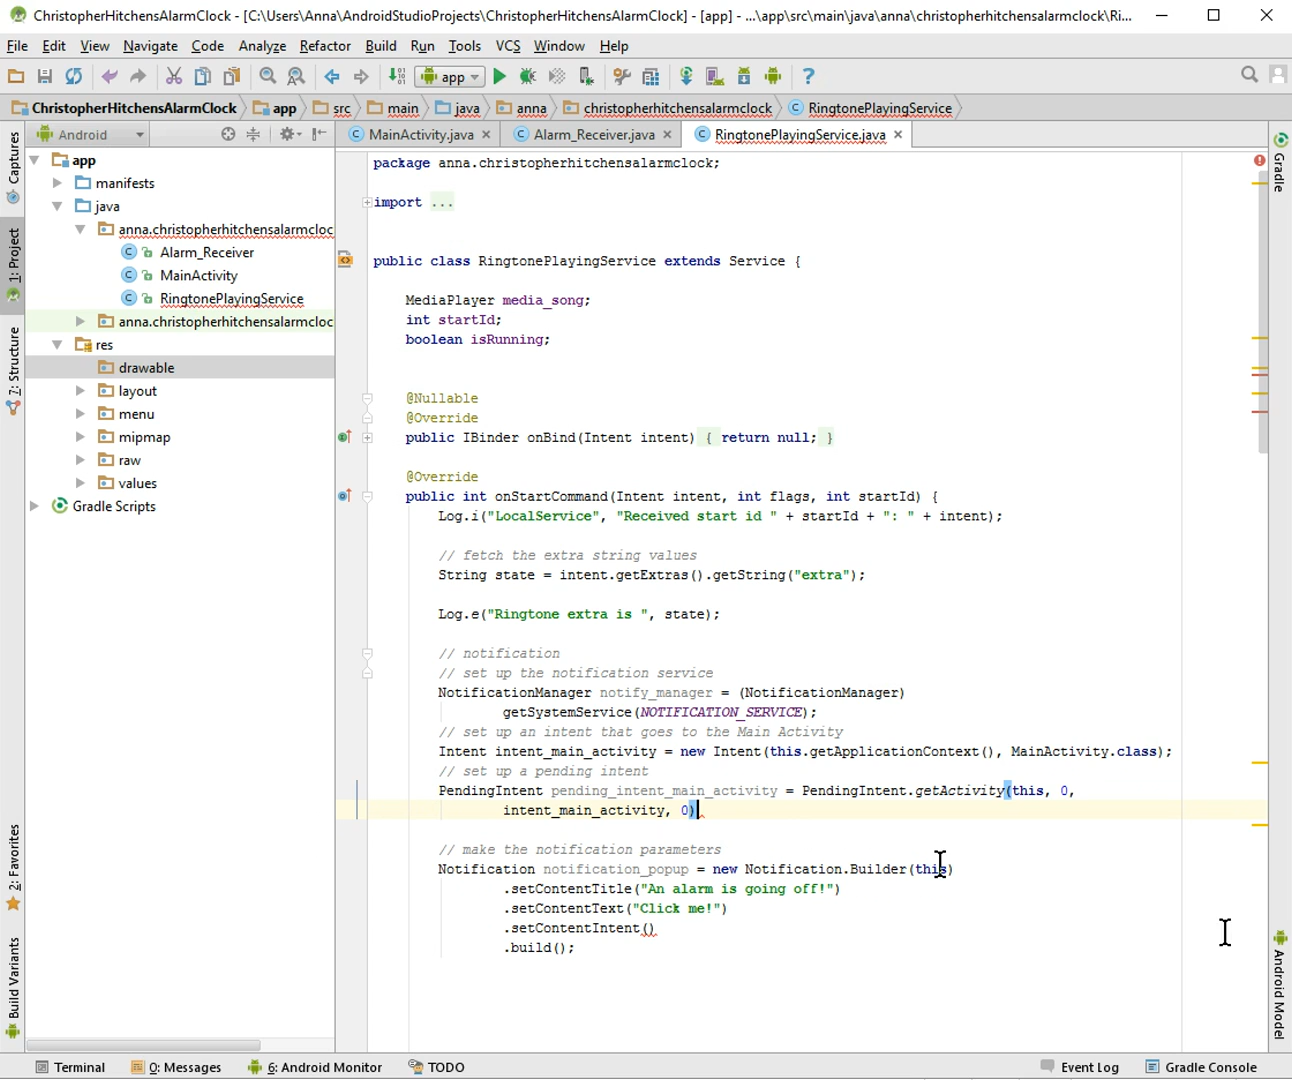 ChristopherHitchensAlarmClock - [C:\Users\Anna\AndroidStudioProjects\ChristopherHitchensAlarmClock] - [app] - ...\app\src\main\java\anna\christopherhitchensalarmclock\Ri...
File Edit View Navigate Code Analyze Refactor Build Run Tools VCS Window Help
app
ChristopherHitchensAlarmClock app src main java anna christopherhitchensalarmclock RingtonePlayingService
Android
MainActivity.java
Alarm_Receiver.java
RingtonePlayingService.java
Captures
1: Project
7: Structure
2: Favorites
Build Variants
app
manifests
java
anna.christopherhitchensalarmcloc
Alarm_Receiver
MainActivity
RingtonePlayingService
anna.christopherhitchensalarmcloc
res
drawable
layout
menu
mipmap
raw
values
Gradle Scripts
package anna.christopherhitchensalarmclock;
import ...
public class RingtonePlayingService extends Service {
MediaPlayer media_song;
int startId;
boolean isRunning;
@Nullable
@Override
public IBinder onBind(Intent intent) { return null; }
@Override
public int onStartCommand(Intent intent, int flags, int startId) {
Log.i("LocalService", "Received start id " + startId + ": " + intent);
// fetch the extra string values
String state = intent.getExtras().getString("extra");
Log.e("Ringtone extra is ", state);
// notification
// set up the notification service
NotificationManager notify_manager = (NotificationManager)
getSystemService(NOTIFICATION_SERVICE);
// set up an intent that goes to the Main Activity
Intent intent_main_activity = new Intent(this.getApplicationContext(), MainActivity.class);
// set up a pending intent
PendingIntent pending_intent_main_activity = PendingIntent.getActivity(this, 0,
intent_main_activity, 0)
// make the notification parameters
Notification notification_popup = new Notification.Builder(this)
.setContentTitle("An alarm is going off!")
.setContentText("Click me!")
.setContentIntent()
.build();
Gradle
Android Model
Terminal
0: Messages
6: Android Monitor
TODO
Event Log
Gradle Console